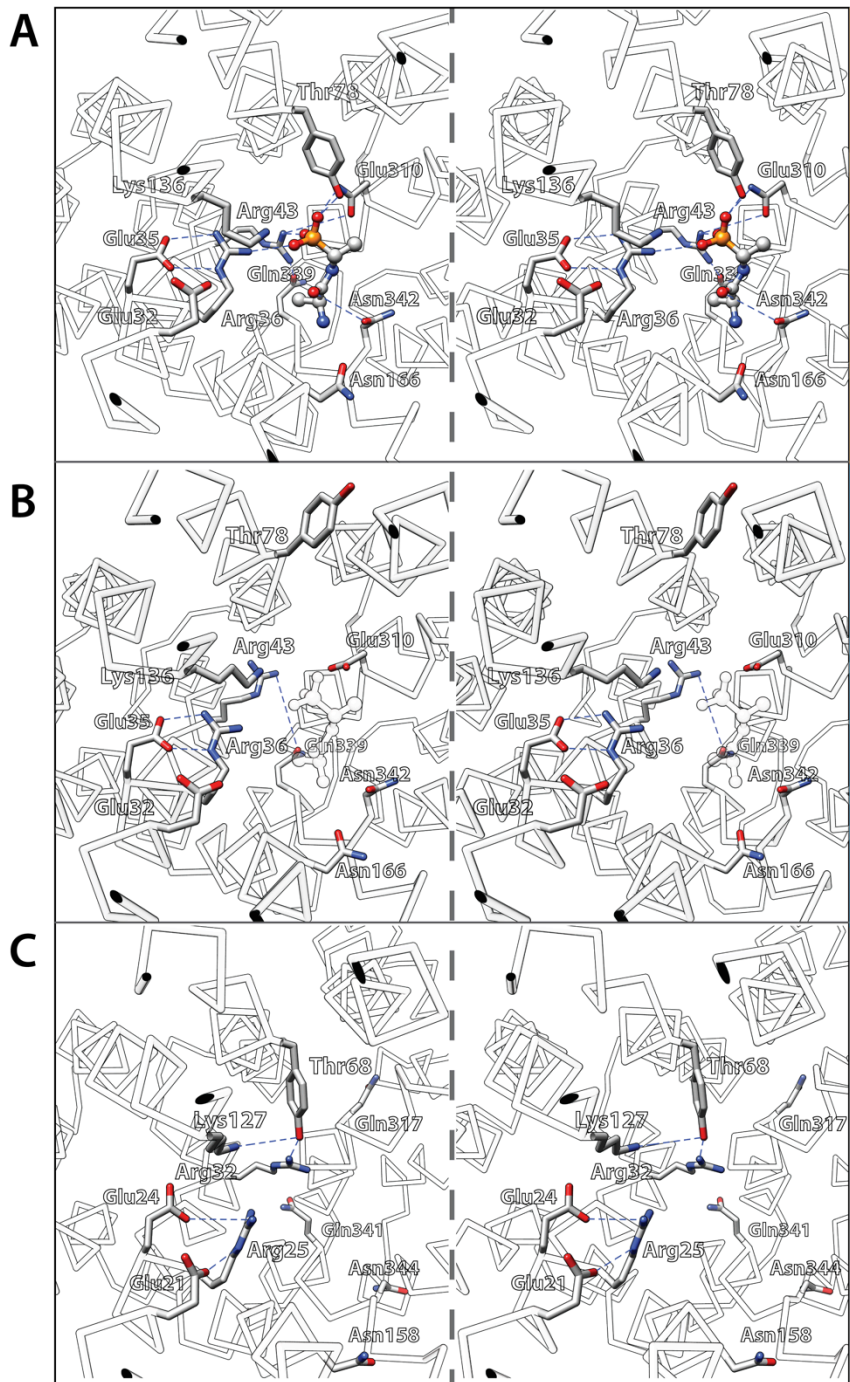 A
Thr78
Thr78
Glu310
Glu310
Lys136
Lys136
Arg43
Arg43
Glu35
Glu35
Gln339
Gln339
Asn342
Asn342
Glu32
Glu32
Arg36
Arg36
Asn166
Asn166
B
Thr78
Thr78
Arg43
Arg43
Glu310
Glu310
Lys136
Lys136
Glu35
Glu35
Arg36
Arg36
Gln339
Gln339
Asn342
Asn342
Glu32
Glu32
Asn166
Asn166
C
Thr68
Thr68
Lys127
Lys127
Gln317
Gln317
Arg32
Arg32
Glu24
Glu24
Gln341
Gln341
Arg25
Arg25
Glu21
Glu21
Asn344
Asn344
Asn158
Asn158